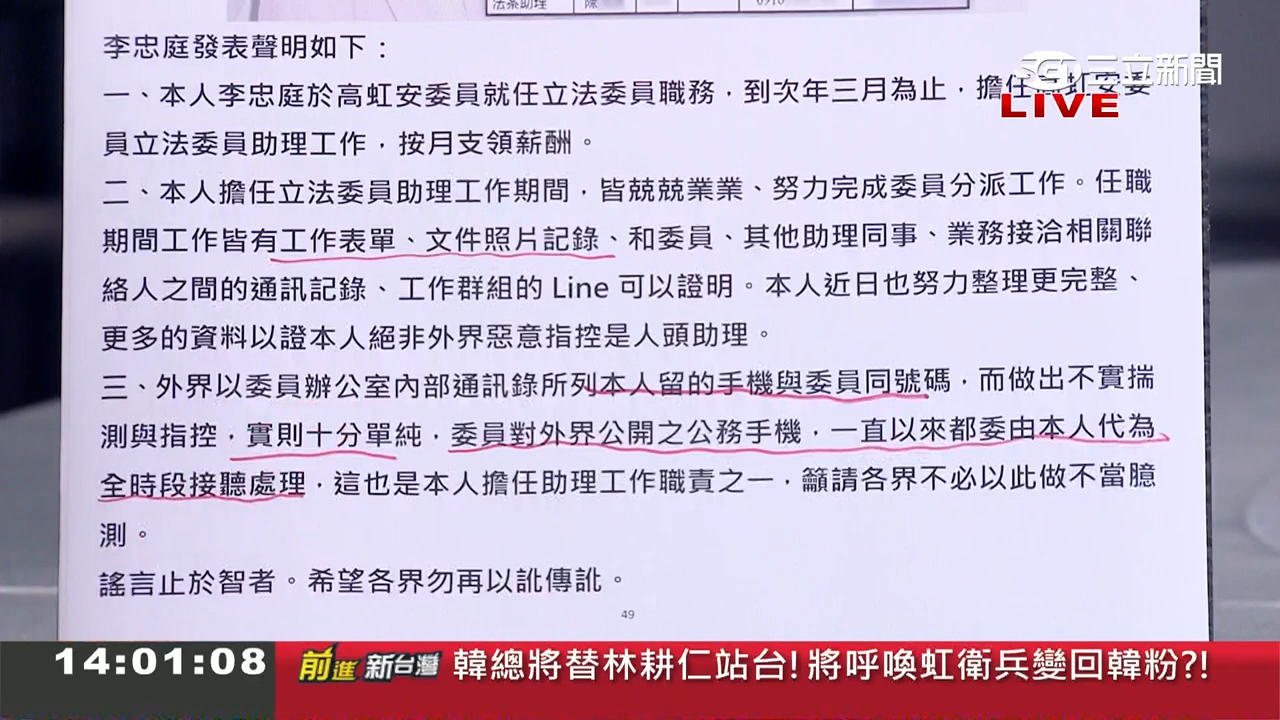 法案助理 陳 0910
李忠庭發表聲明如下：
一、本人李忠庭於高虹安委員就任立法委員職務，到次年三月為止，擔任高虹安委
員立法委員助理工作，按月支領薪酬。
二、本人擔任立法委員助理工作期間，皆兢兢業業、努力完成委員分派工作。任職
期間工作皆有工作表單、文件照片記錄、和委員、其他助理同事、業務接洽相關聯
絡人之間的通訊記錄、工作群組的 Line 可以證明。本人近日也努力整理更完整、
更多的資料以證本人絕非外界惡意指控是人頭助理。
三、外界以委員辦公室內部通訊錄所列本人留的手機與委員同號碼，而做出不實揣
測與指控，實則十分單純，委員對外界公開之公務手機，一直以來都委由本人代為
全時段接聽處理，這也是本人擔任助理工作職責之一，籲請各界不必以此做不當臆
測。
謠言止於智者。希望各界勿再以訛傳訛。
49
三立新聞
LIVE
14:01:08
前進新台灣
韓總將替林耕仁站台!將呼喚虹衛兵變回韓粉?!